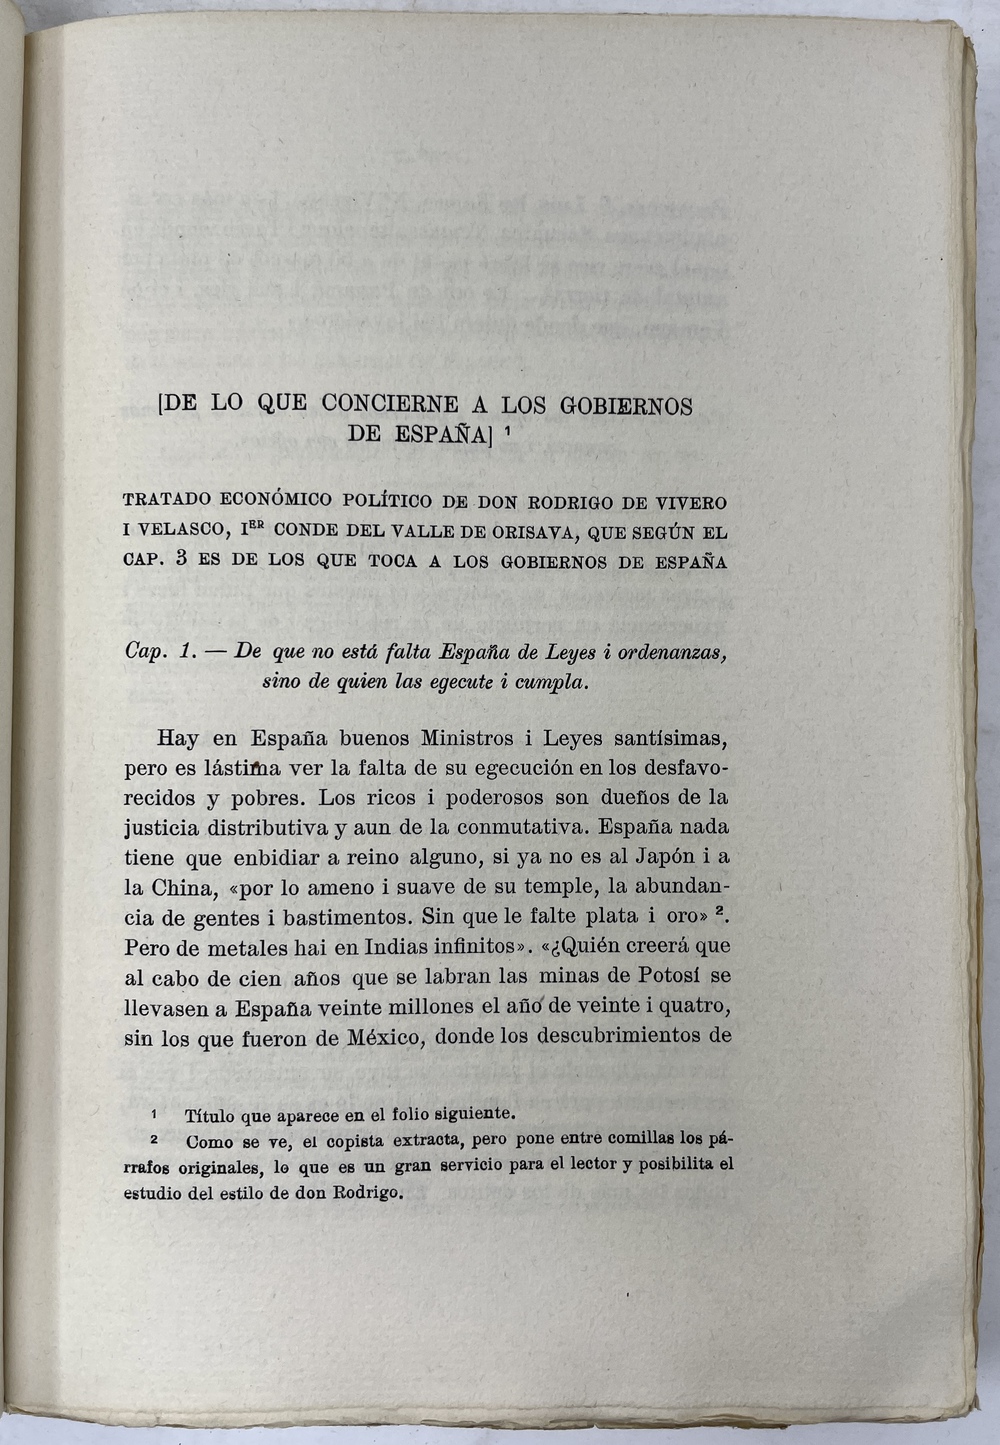 [DE LO QUE CONCIERNE A LOS GOBIERNOS
DE ESPAÑA] ¹
TRATADO ECONÓMICO POLÍTICO DE DON RODRIGO DE VIVERO
I VELASCO, Iᴱᴿ CONDE DEL VALLE DE ORISAVA, QUE SEGÚN EL
CAP. 3 ES DE LOS QUE TOCA A LOS GOBIERNOS DE ESPAÑA
Cap. 1. — De que no está falta España de Leyes i ordenanzas,
sino de quien las egecute i cumpla.
Hay en España buenos Ministros i Leyes santísimas,
pero es lástima ver la falta de su egecución en los desfavo-
recidos y pobres. Los ricos i poderosos son dueños de la
justicia distributiva y aun de la conmutativa. España nada
tiene que enbidiar a reino alguno, si ya no es al Japón i a
la China, «por lo ameno i suave de su temple, la abundan-
cia de gentes i bastimentos. Sin que le falte plata i oro» ².
Pero de metales hai en Indias infinitos». «¿Quién creerá que
al cabo de cien años que se labran las minas de Potosí se
llevasen a España veinte millones el año de veinte i quatro,
sin los que fueron de México, donde los descubrimientos de
¹ Título que aparece en el folio siguiente.
² Como se ve, el copista extracta, pero pone entre comillas los pá-
rrafos originales, lo que es un gran servicio para el lector y posibilita el
estudio del estilo de don Rodrigo.